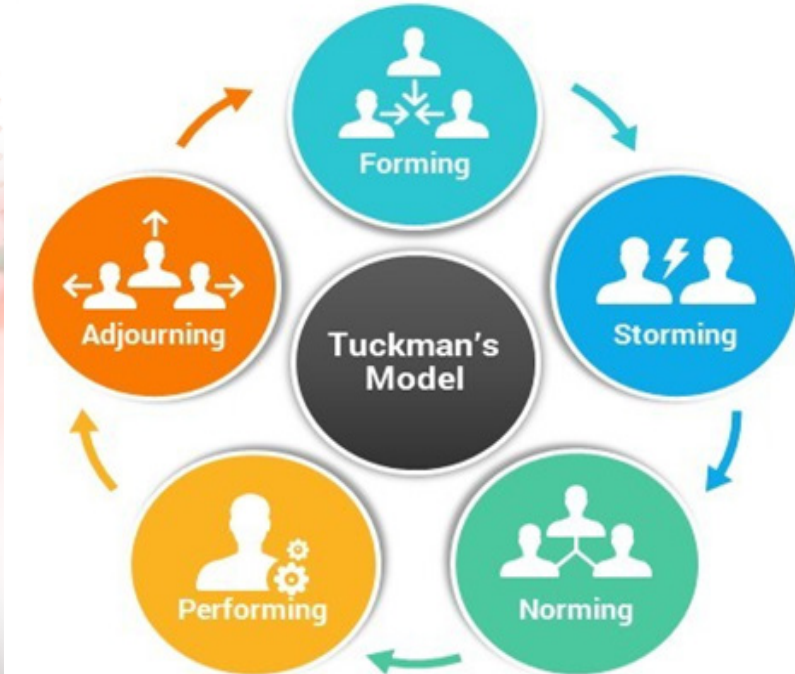 Forming
Storming
Norming
Performing
Adjourning
Tuckman's
Model